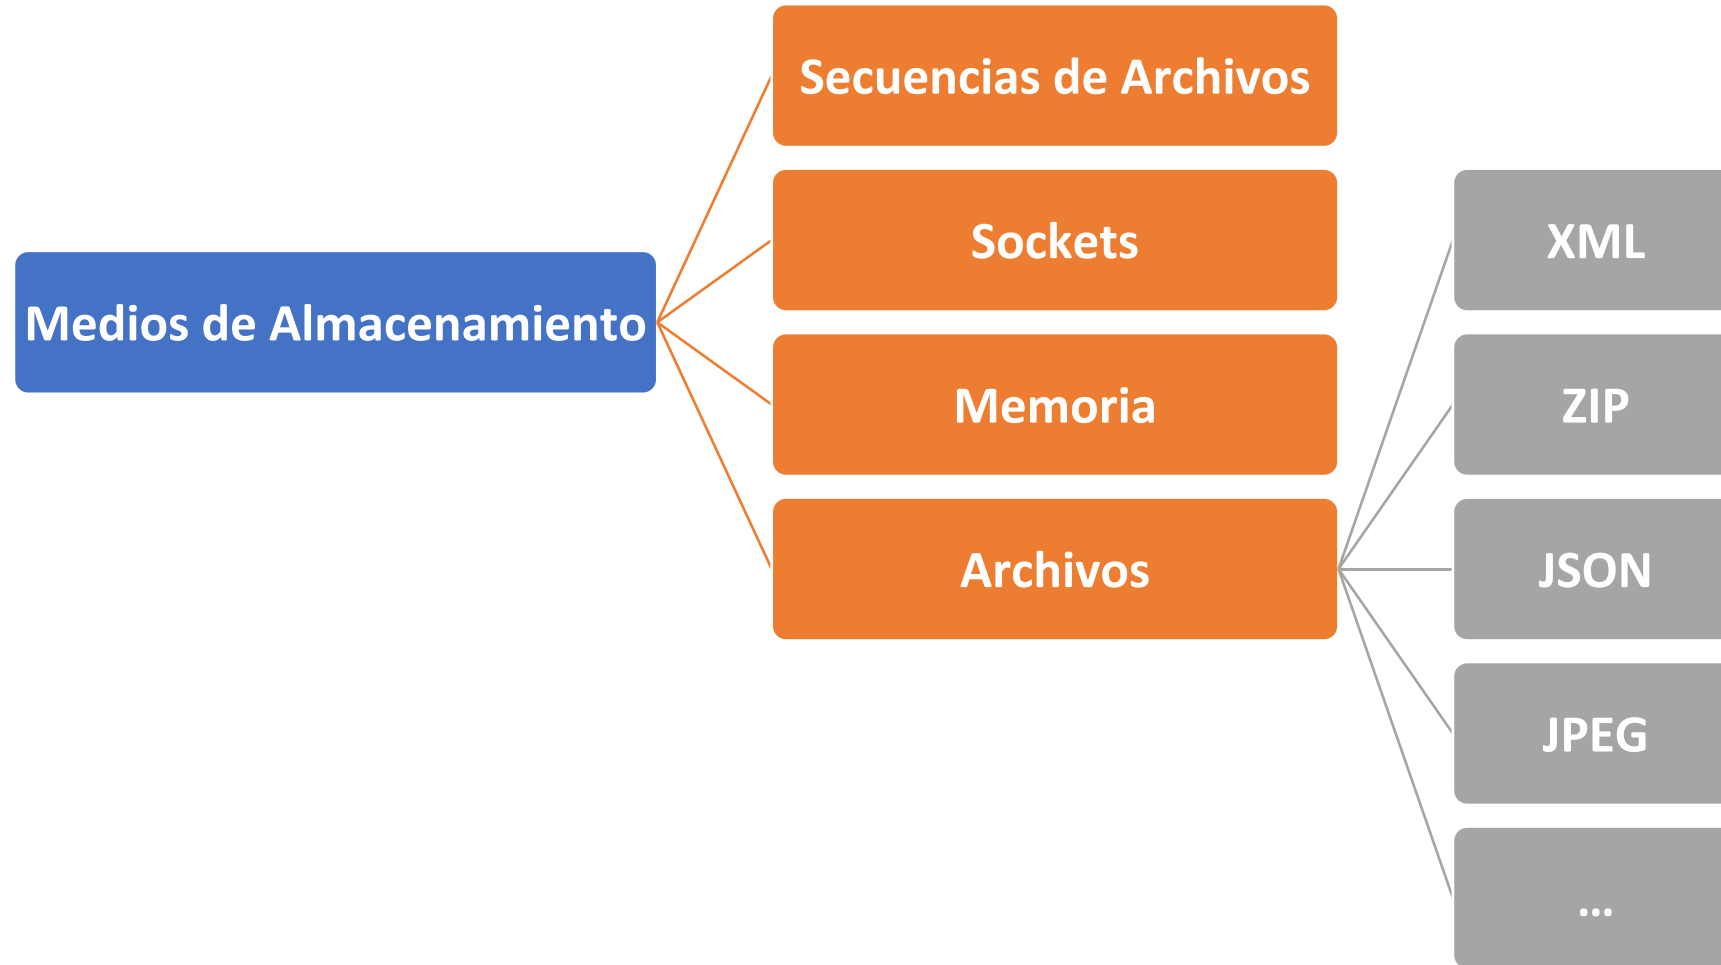 Medios de Almacenamiento
Secuencias de Archivos
Sockets
Memoria
Archivos
XML
ZIP
JSON
JPEG
...